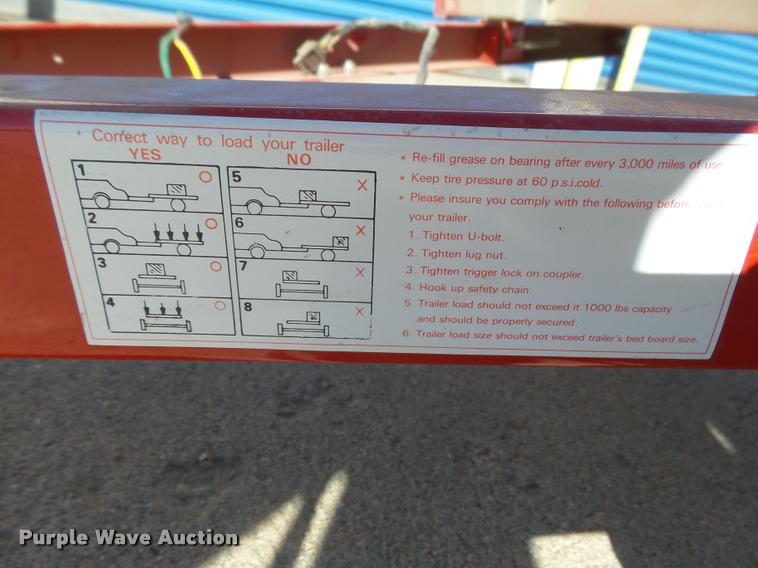 Correct way to load your trailer
YES
NO
1
2
3
4
5
6
7
8
* Re-fill grease on bearing after every 3,000 miles of use
* Keep tire pressure at 60 p.s.i.cold.
* Please insure you comply with the following before
your trailer.
1. Tighten U-bolt.
2. Tighten lug nut.
3. Tighten trigger lock on coupler.
4. Hook up safety chain.
5. Trailer load should not exceed it 1000 lbs capacity
and should be properly secured.
6. Trailer load size should not exceed trailer's bed board size.
Purple Wave Auction